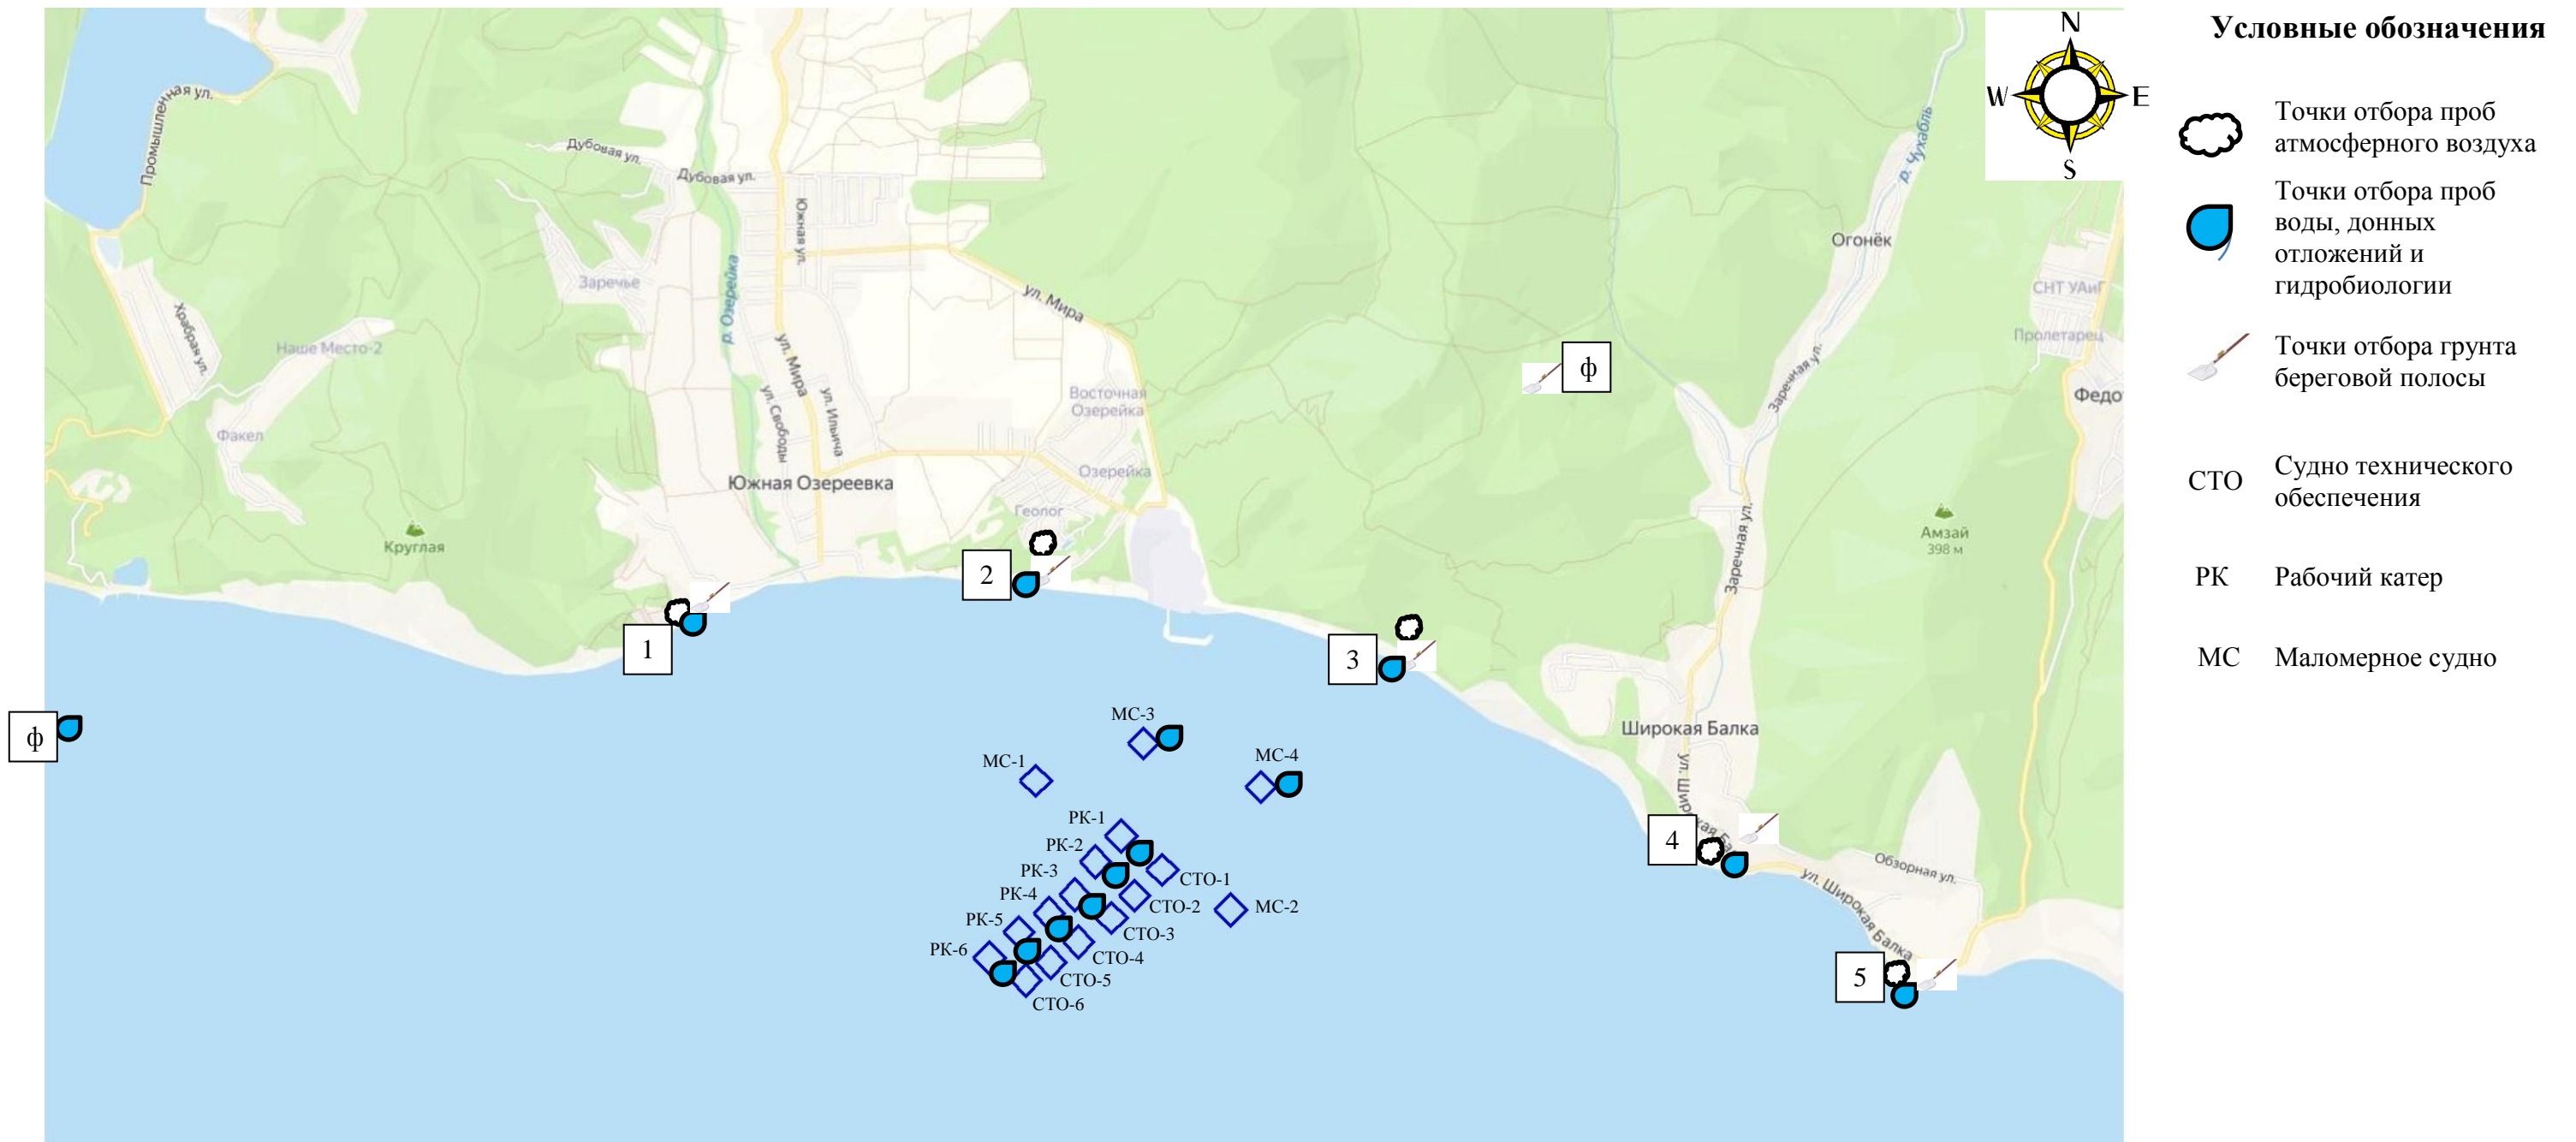 Условные обозначения
N
W
E
S
Точки отбора проб
атмосферного воздуха
Точки отбора проб
воды, донных
отложений и
гидробиологии
Точки отбора грунта
береговой полосы
СТО
Судно технического
обеспечения
РК
Рабочий катер
МС
Маломерное судно
Промышленная ул.
Дубовая ул.
Дубовая ул.
Южная ул.
р. Озерейка
Заречье
ул. Мира
Храбрая ул.
Наше Место-2
Факел
Круглая
ул. Мира
ул. Свободы
ул. Ильича
Южная Озереевка
Восточная
Озерейка
Озерейка
Геолог
р. Чухабль
Огонёк
СНТ УАиГ
Пролетарец
Федо
Заречная ул.
Заречная ул.
Амзай
398 м
ф
1
2
3
ф
Широкая Балка
ул. Широкая Балка
4
Обзорная ул.
ул. Широкая Балка
5
МС-3
МС-1
МС-4
РК-1
РК-2
РК-3
РК-4
РК-5
РК-6
СТО-1
СТО-2
МС-2
СТО-3
СТО-4
СТО-5
СТО-6